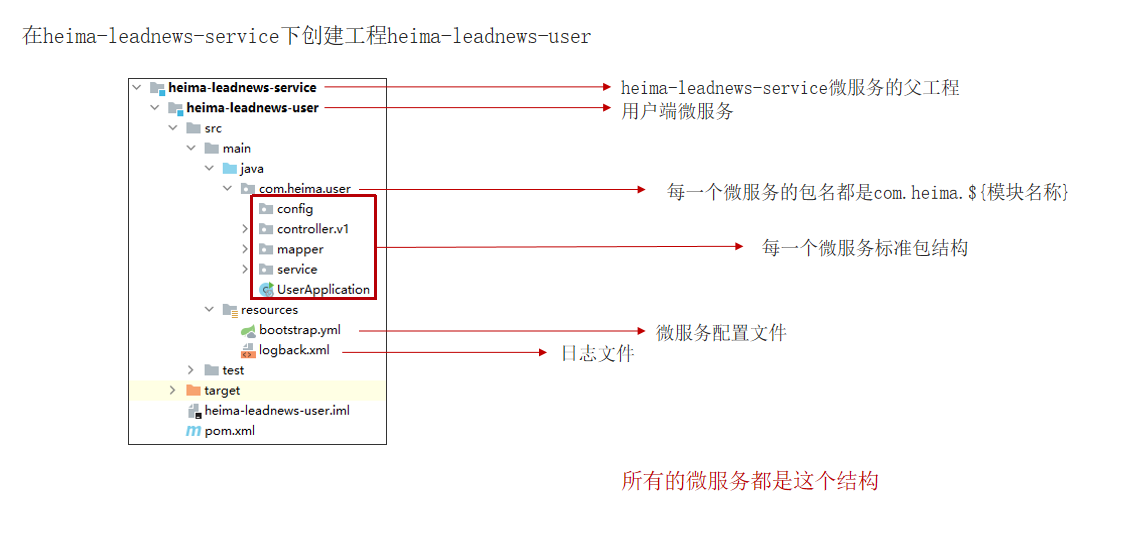 在heima-leadnews-service下创建工程heima-leadnews-user
heima-leadnews-service
heima-leadnews-service微服务的父工程
heima-leadnews-user
用户端微服务
src
main
java
com.heima.user
每一个微服务的包名都是com.heima.${模块名称}
config
controller.v1
mapper
每一个微服务标准包结构
service
UserApplication
resources
bootstrap.yml
微服务配置文件
logback.xml
日志文件
test
target
heima-leadnews-user.iml
pom.xml
所有的微服务都是这个结构